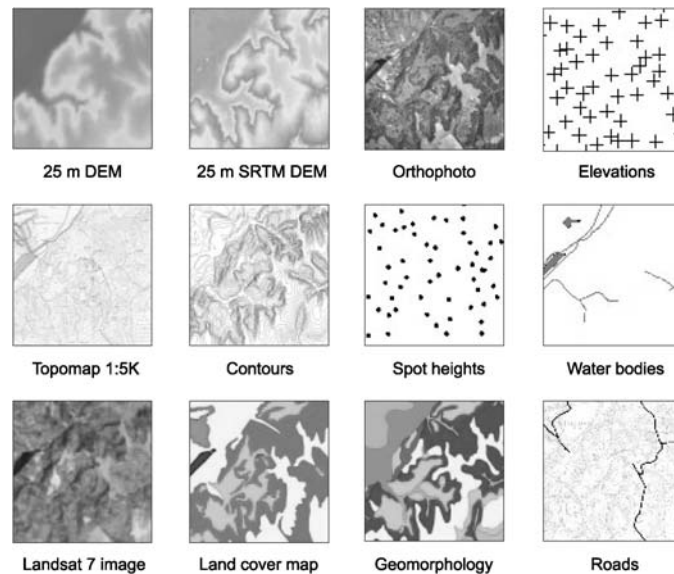 25 m DEM
25 m SRTM DEM
Orthophoto
Elevations
Topomap 1:5K
Contours
Spot heights
Water bodies
Landsat 7 image
Land cover map
Geomorphology
Roads